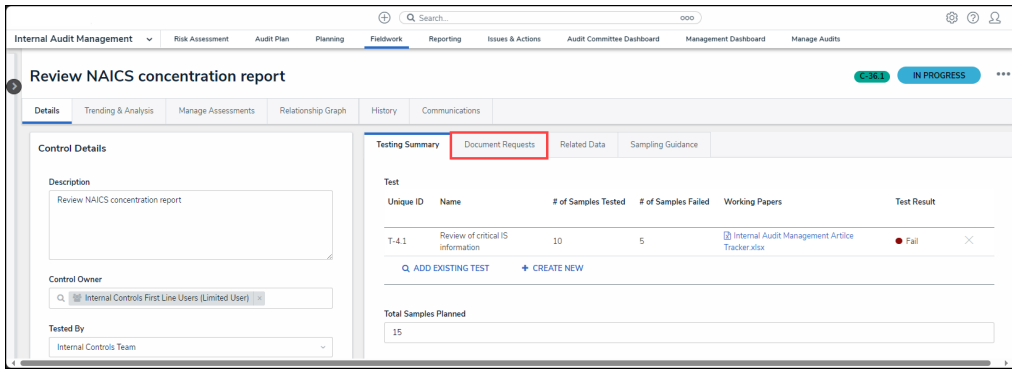 Search...
Internal Audit Management Risk Assessment Audit Plan Planning Fieldwork Reporting Issues & Actions Audit Committee Dashboard Management Dashboard Manage Audits
Review NAICS concentration report C-36.1 IN PROGRESS
Details Trending & Analysis Manage Assessments Relationship Graph History Communications
Control Details
Description
Review NAICS concentration report
Control Owner
Internal Controls First Line Users (Limited User)
Tested By
Internal Controls Team
Testing Summary Document Requests Related Data Sampling Guidance
Test
Unique ID Name # of Samples Tested # of Samples Failed Working Papers Test Result
T-4.1 Review of critical IS information 10 5 Internal Audit Management Artilce Tracker.xlsx Fail
ADD EXISTING TEST + CREATE NEW
Total Samples Planned
15